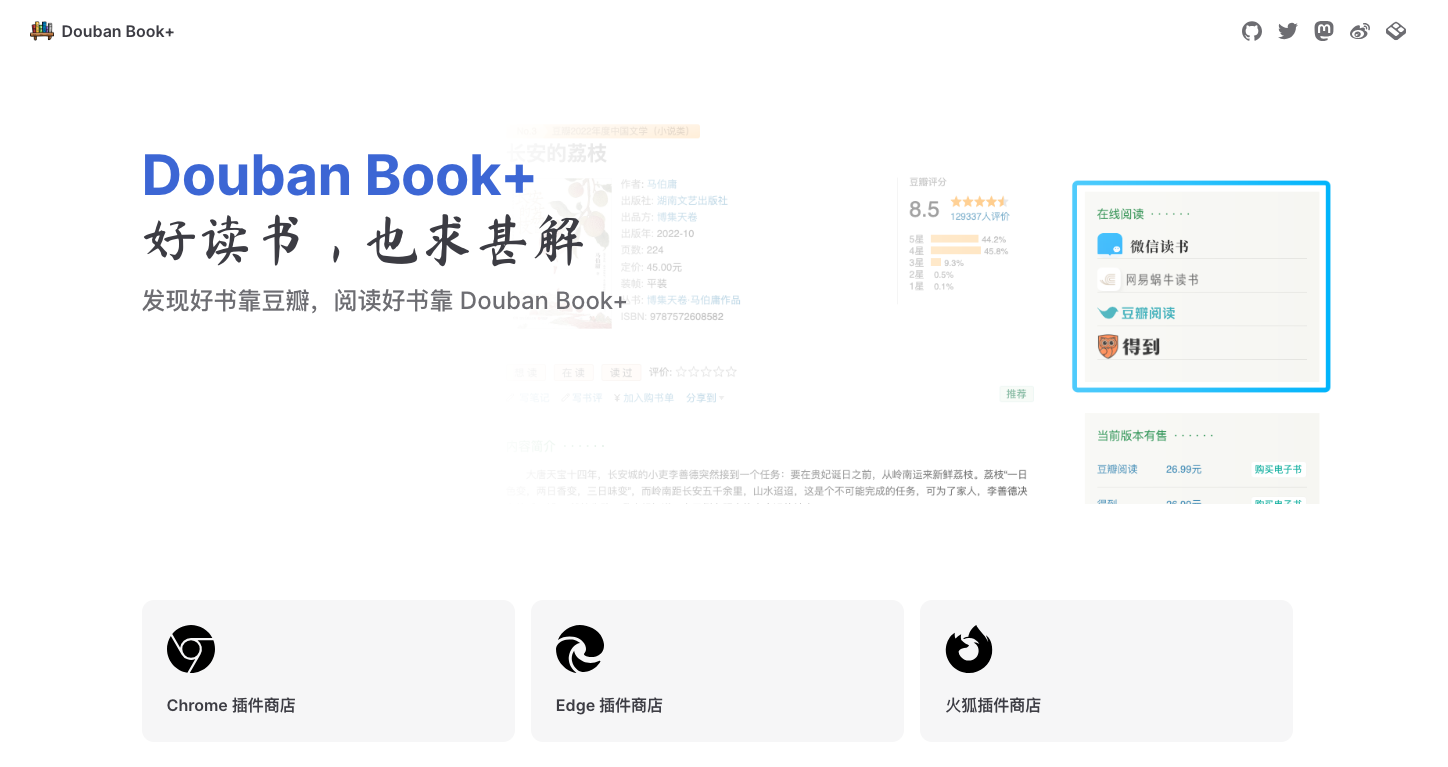 Douban Book+
Douban Book+
好读书，也求甚解
发现好书靠豆瓣，阅读好书靠 Douban Book+
豆瓣2022年度中国文学（小说类）
长安的荔枝
作者: 马伯庸
出版社: 湖南文艺出版社
出品方: 博集天卷
出版年: 2022-10
页数: 224
定价: 45.00元
装帧: 平装
丛书: 博集天卷·马伯庸作品
ISBN: 9787572608582
豆瓣评分
8.5
129337人评价
5星 44.2%
4星 45.8%
3星 9.3%
2星 0.5%
1星 0.1%
在读 读过 评价:
写书评 ¥ 加入购书单 分享到
推荐
内容简介 · · · · · ·
大唐天宝十四年，长安城的小吏李善德突然接到一个任务：要在贵妃诞日之前，从岭南运来新鲜荔枝。荔枝“一日
色变，两日香变，三日味变”，而岭南距长安五千余里，山水迢迢，这是个不可能完成的任务，可为了家人，李善德决
在线阅读 · · · · · ·
微信读书
网易蜗牛读书
豆瓣阅读
得到
当前版本有售 · · · · · ·
豆瓣阅读 26.99元 购买电子书
得到 26.99元 购买电子书
Chrome 插件商店
Edge 插件商店
火狐插件商店